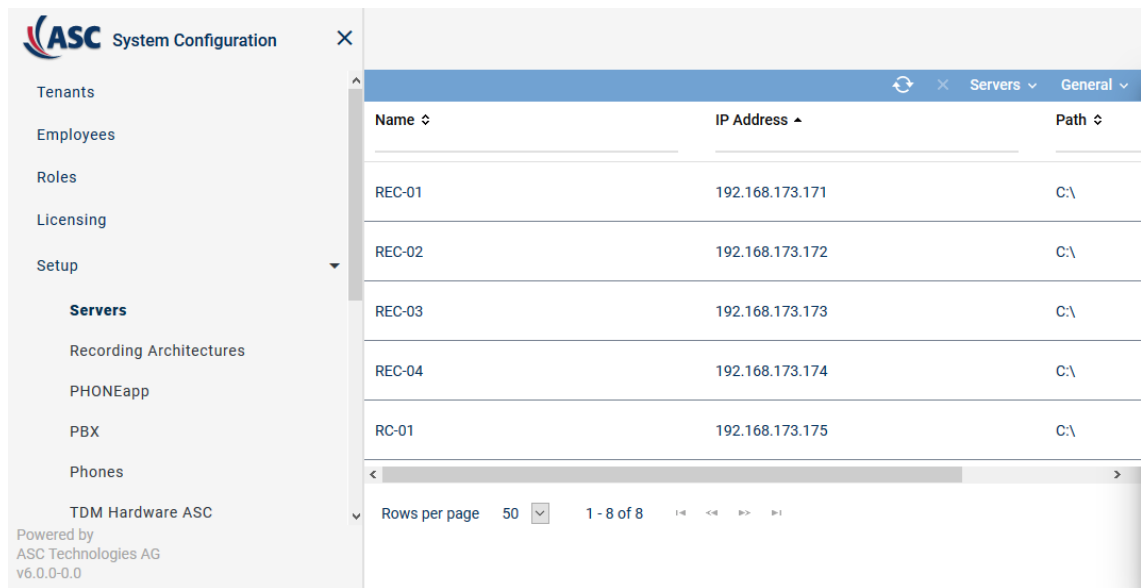 ASC System Configuration
Tenants
Employees
Roles
Licensing
Setup
Servers
Recording Architectures
PHONEapp
PBX
Phones
TDM Hardware ASC
Powered by
ASC Technologies AG
v6.0.0-0.0
Servers General
Name IP Address Path
REC-01 192.168.173.171 C:\
REC-02 192.168.173.172 C:\
REC-03 192.168.173.173 C:\
REC-04 192.168.173.174 C:\
RC-01 192.168.173.175 C:\
Rows per page 50 1 - 8 of 8